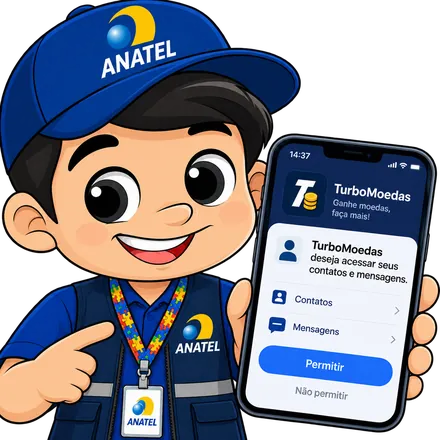 ANATEL
ANATEL
ANATEL
14:37
TurboMoedas
Ganhe moedas,
faça mais!
TurboMoedas
deseja acessar seus
contatos e mensagens.
Contatos
Mensagens
Permitir
Não permitir